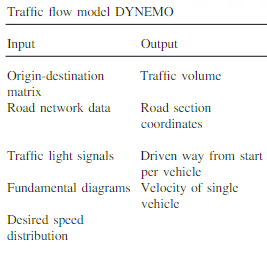 Traffic flow model DYNEMO
Input Output
Origin-destination matrix Traffic volume
Road network data Road section coordinates
Traffic light signals Driven way from start per vehicle
Fundamental diagrams Velocity of single vehicle
Desired speed distribution